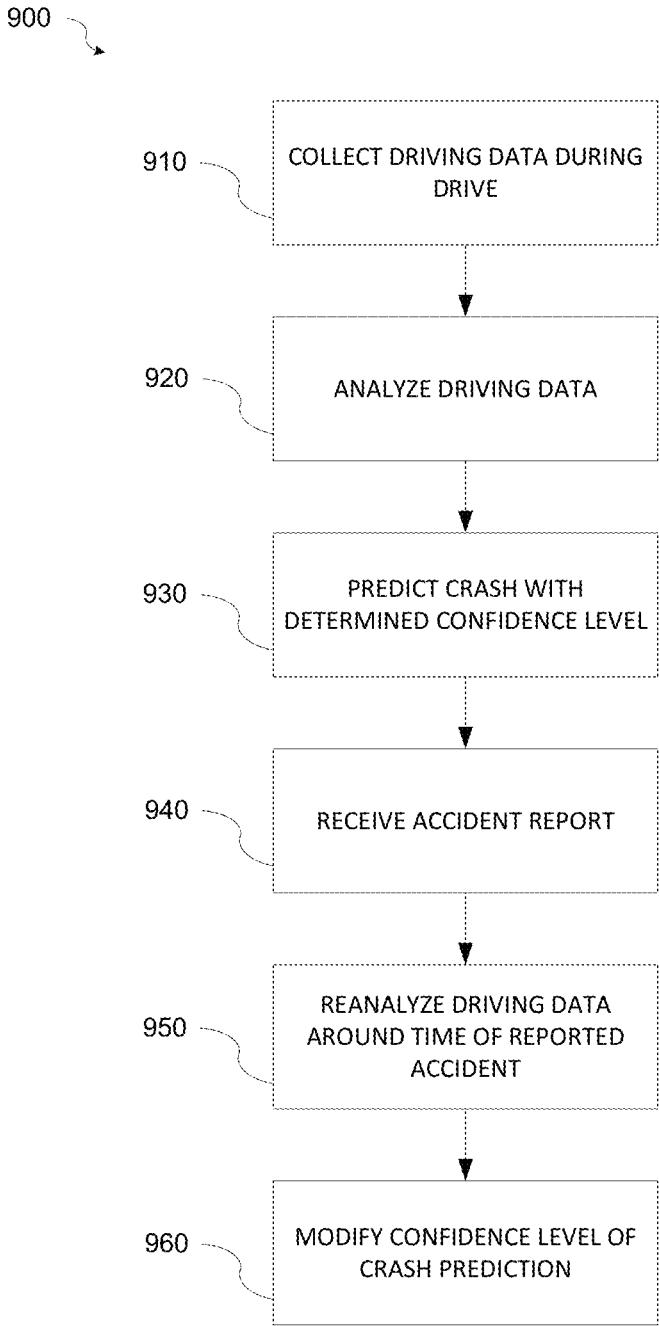 900
910
COLLECT DRIVING DATA DURING
DRIVE
920
ANALYZE DRIVING DATA
930
PREDICT CRASH WITH
DETERMINED CONFIDENCE LEVEL
940
RECEIVE ACCIDENT REPORT
950
REANALYZE DRIVING DATA
AROUND TIME OF REPORTED
ACCIDENT
960
MODIFY CONFIDENCE LEVEL OF
CRASH PREDICTION